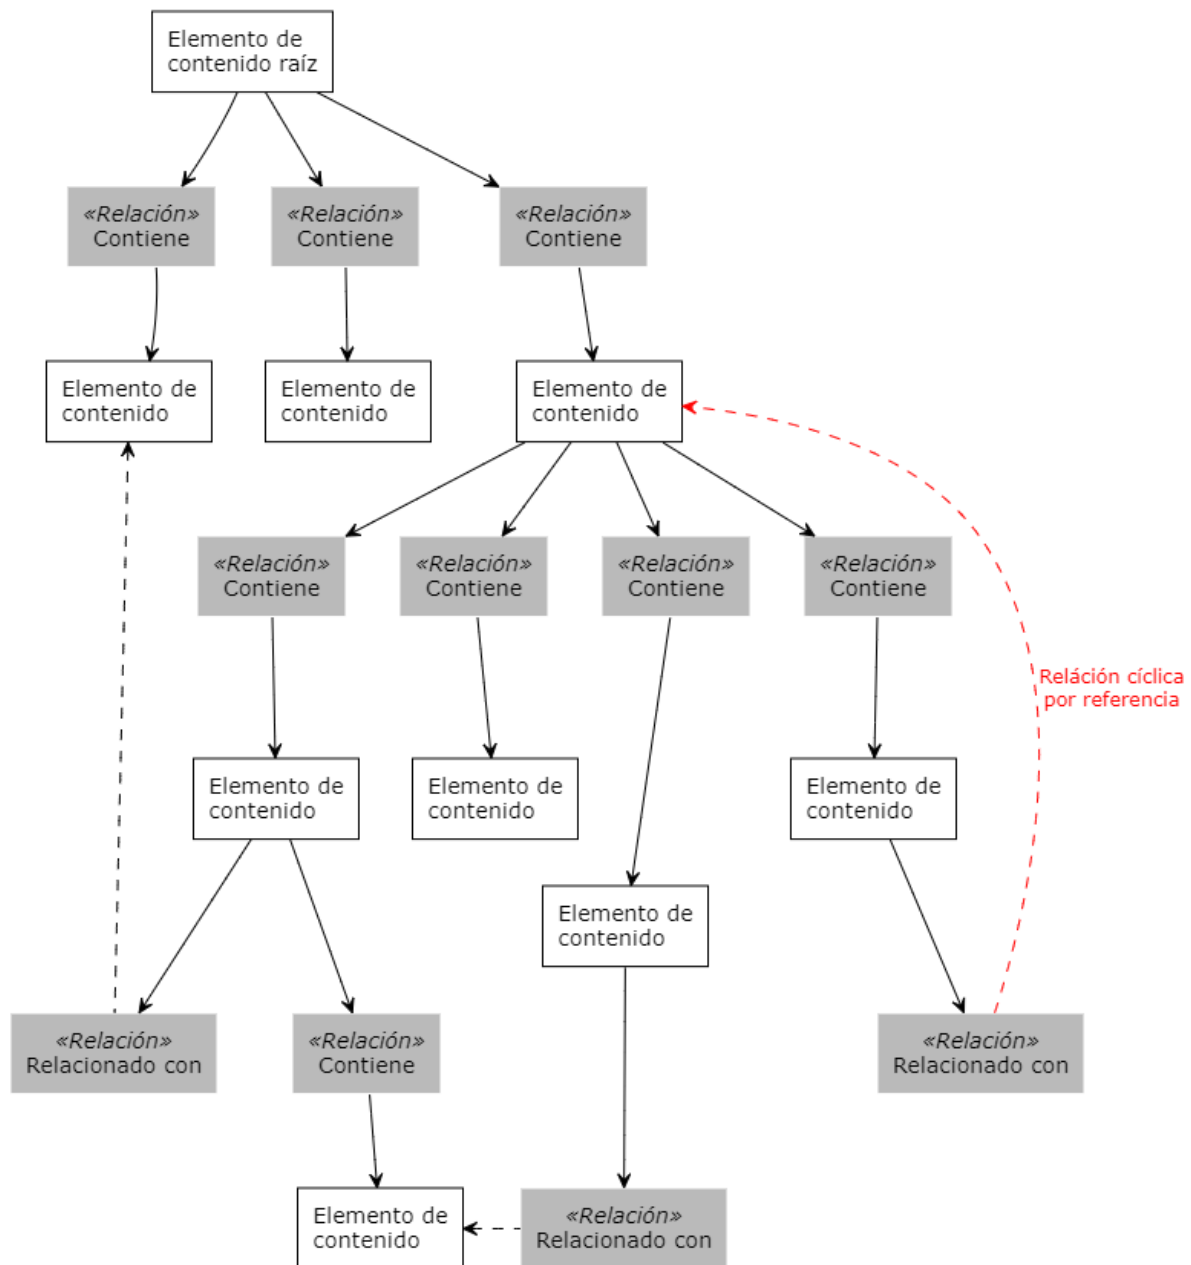 Elemento de
contenido raíz
«Relación»
Contiene
«Relación»
Contiene
«Relación»
Contiene
Elemento de
contenido
Elemento de
contenido
Elemento de
contenido
«Relación»
Contiene
«Relación»
Contiene
«Relación»
Contiene
«Relación»
Contiene
Reláción cíclica
por referencia
Elemento de
contenido
Elemento de
contenido
Elemento de
contenido
Elemento de
contenido
«Relación»
Relacionado con
«Relación»
Contiene
«Relación»
Relacionado con
Elemento de
contenido
«Relación»
Relacionado con